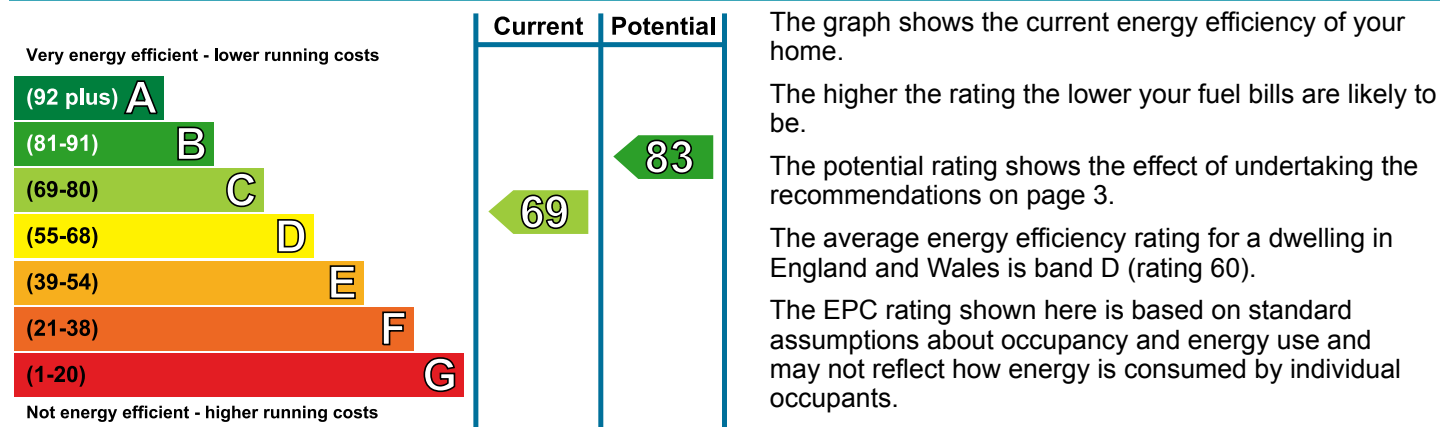 Current Potential
Very energy efficient - lower running costs
(92 plus) A
(81-91) B
83
(69-80) C
69
(55-68) D
(39-54) E
(21-38) F
(1-20) G
Not energy efficient - higher running costs
The graph shows the current energy efficiency of your
home.
The higher the rating the lower your fuel bills are likely to
be.
The potential rating shows the effect of undertaking the
recommendations on page 3.
The average energy efficiency rating for a dwelling in
England and Wales is band D (rating 60).
The EPC rating shown here is based on standard
assumptions about occupancy and energy use and
may not reflect how energy is consumed by individual
occupants.